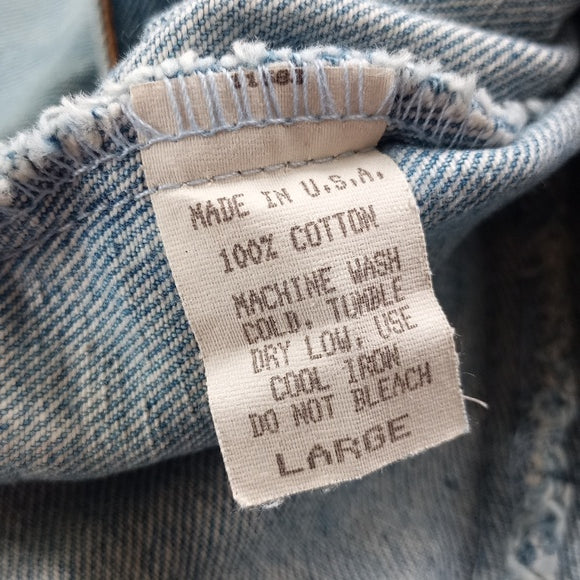 MADE IN U.S.A.
100% COTTON
MACHINE WASH
COLD, TUMBLE
DRY LOW, USE
COOL IRON
DO NOT BLEACH
LARGE